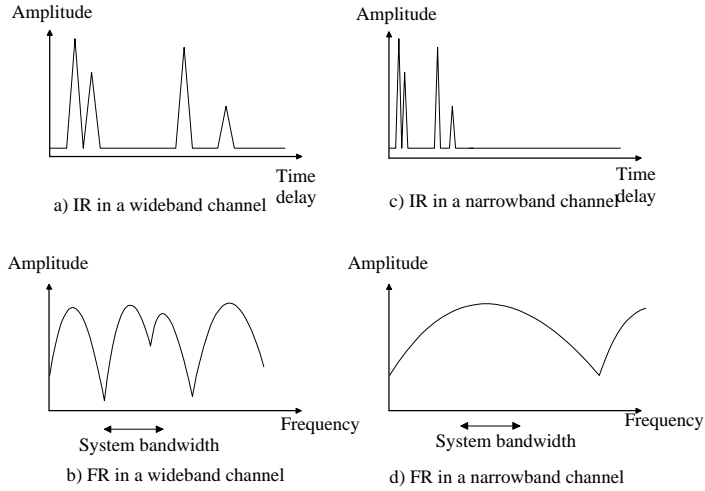 Amplitude
Time
delay
a) IR in a wideband channel
Amplitude
Time
delay
c) IR in a narrowband channel
Amplitude
Frequency
System bandwidth
b) FR in a wideband channel
Amplitude
Frequency
System bandwidth
d) FR in a narrowband channel